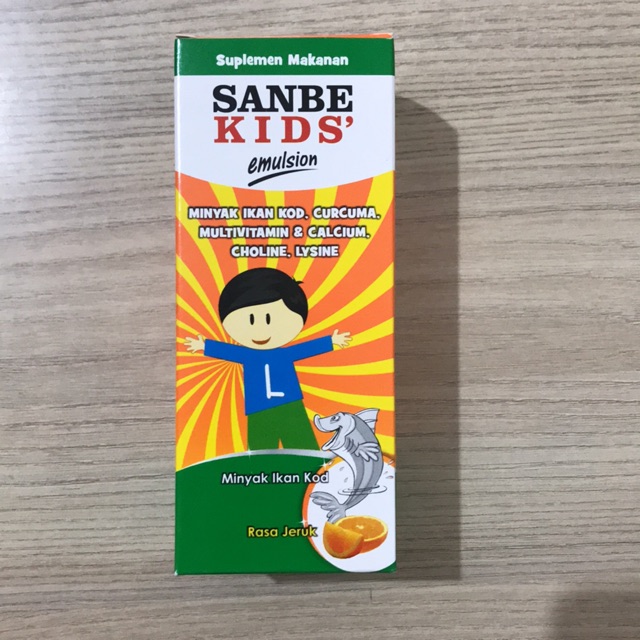 Suplemen Makanan
SANBE
KIDS'
emulsion
MINYAK IKAN KOD, CURCUMA,
MULTIVITAMIN & CALCIUM,
CHOLINE, LYSINE
L
Minyak Ikan Kod
Rasa Jeruk